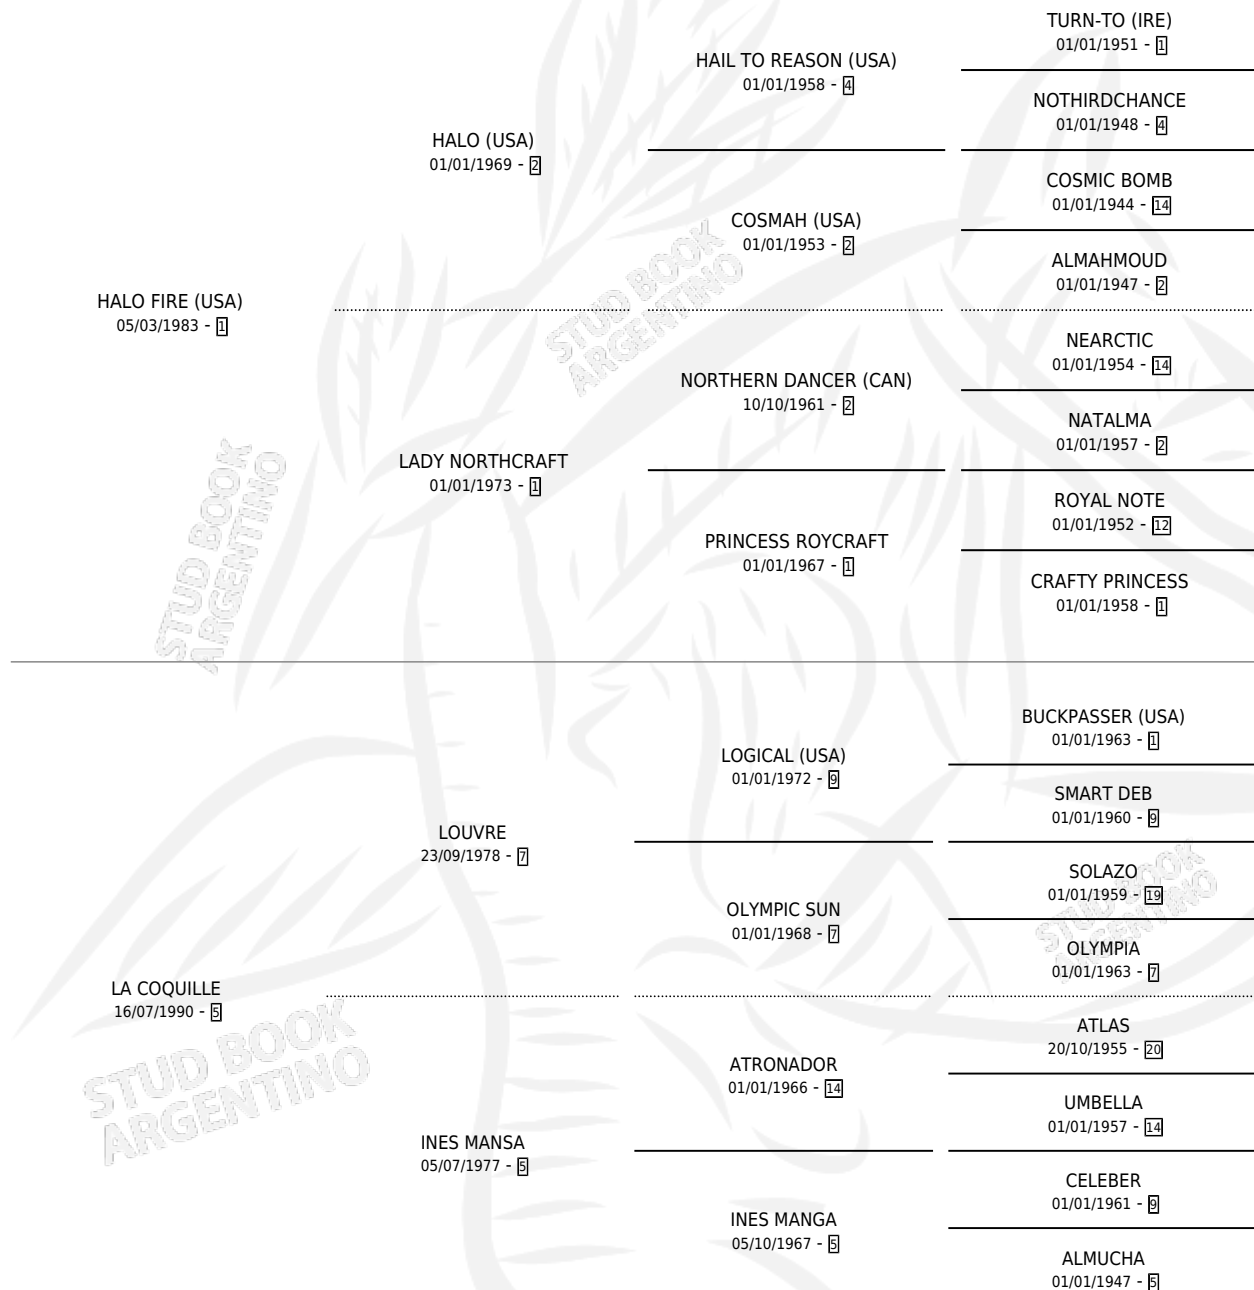 TURN-TO (IRE)
01/01/1951 - 1
HAIL TO REASON (USA)
01/01/1958 - 4
NOTHIRDCHANCE
01/01/1948 - 4
HALO (USA)
01/01/1969 - 2
COSMIC BOMB
01/01/1944 - 14
COSMAH (USA)
01/01/1953 - 2
ALMAHMOUD
01/01/1947 - 2
HALO FIRE (USA)
05/03/1983 - 1
NEARCTIC
01/01/1954 - 14
NORTHERN DANCER (CAN)
10/10/1961 - 2
NATALMA
01/01/1957 - 2
LADY NORTHCRAFT
01/01/1973 - 1
ROYAL NOTE
01/01/1952 - 12
PRINCESS ROYCRAFT
01/01/1967 - 1
CRAFTY PRINCESS
01/01/1958 - 1
BUCKPASSER (USA)
01/01/1963 - 1
LOGICAL (USA)
01/01/1972 - 9
SMART DEB
01/01/1960 - 9
LOUVRE
23/09/1978 - 7
SOLAZO
01/01/1959 - 19
OLYMPIC SUN
01/01/1968 - 7
OLYMPIA
01/01/1963 - 7
LA COQUILLE
16/07/1990 - 5
ATLAS
20/10/1955 - 20
ATRONADOR
01/01/1966 - 14
UMBELLA
01/01/1957 - 14
INES MANSA
05/07/1977 - 5
CELEBER
01/01/1961 - 9
INES MANGA
05/10/1967 - 5
ALMUCHA
01/01/1947 - 5
STUD BOOK
ARGENTINO
STUD BOOK
ARGENTINO
STUD BOOK
ARGENTINO
STUD BOOK
ARGENTINO